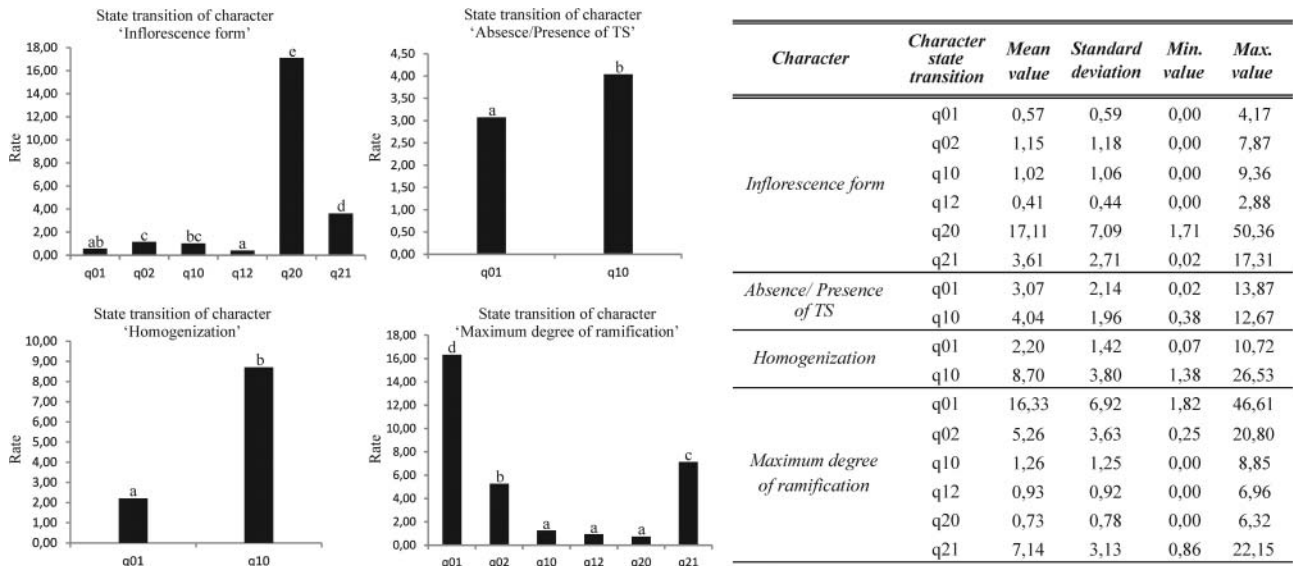 State transition of character
‘Inflorescence form’
Rate
18,00
16,00
14,00
12,00
10,00
8,00
6,00
4,00
2,00
0,00
ab
c
bc
a
e
d
q01 q02 q10 q12 q20 q21
State transition of character
‘Absesce/Presence of TS’
Rate
4,50
4,00
3,50
3,00
2,50
2,00
1,50
1,00
0,50
0,00
a
b
q01 q10
State transition of character
‘Homogenization’
Rate
10,00
9,00
8,00
7,00
6,00
5,00
4,00
3,00
2,00
1,00
0,00
a
b
q01 q10
State transition of character
‘Maximum degree of ramification’
Rate
18,00
16,00
14,00
12,00
10,00
8,00
6,00
4,00
2,00
0,00
d
b
a
a
a
c
q01 q02 q10 q12 q20 q21
Character Character state transition Mean value Standard deviation Min. value Max. value
Inflorescence form
q01 0,57 0,59 0,00 4,17
q02 1,15 1,18 0,00 7,87
q10 1,02 1,06 0,00 9,36
q12 0,41 0,44 0,00 2,88
q20 17,11 7,09 1,71 50,36
q21 3,61 2,71 0,02 17,31
Absence/ Presence
of TS
q01 3,07 2,14 0,02 13,87
q10 4,04 1,96 0,38 12,67
Homogenization
q01 2,20 1,42 0,07 10,72
q10 8,70 3,80 1,38 26,53
Maximum degree
of ramification
q01 16,33 6,92 1,82 46,61
q02 5,26 3,63 0,25 20,80
q10 1,26 1,25 0,00 8,85
q12 0,93 0,92 0,00 6,96
q20 0,73 0,78 0,00 6,32
q21 7,14 3,13 0,86 22,15